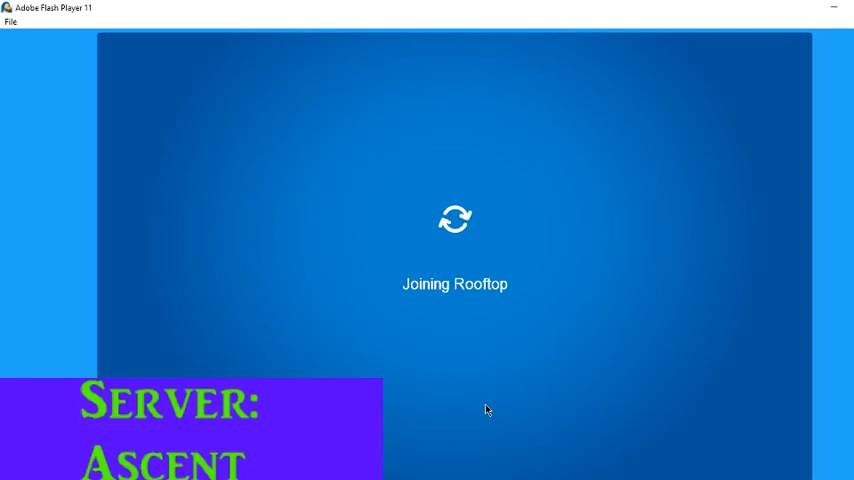 Adobe Flash Player 11
File
Joining Rooftop
SERVER:
ASCENT